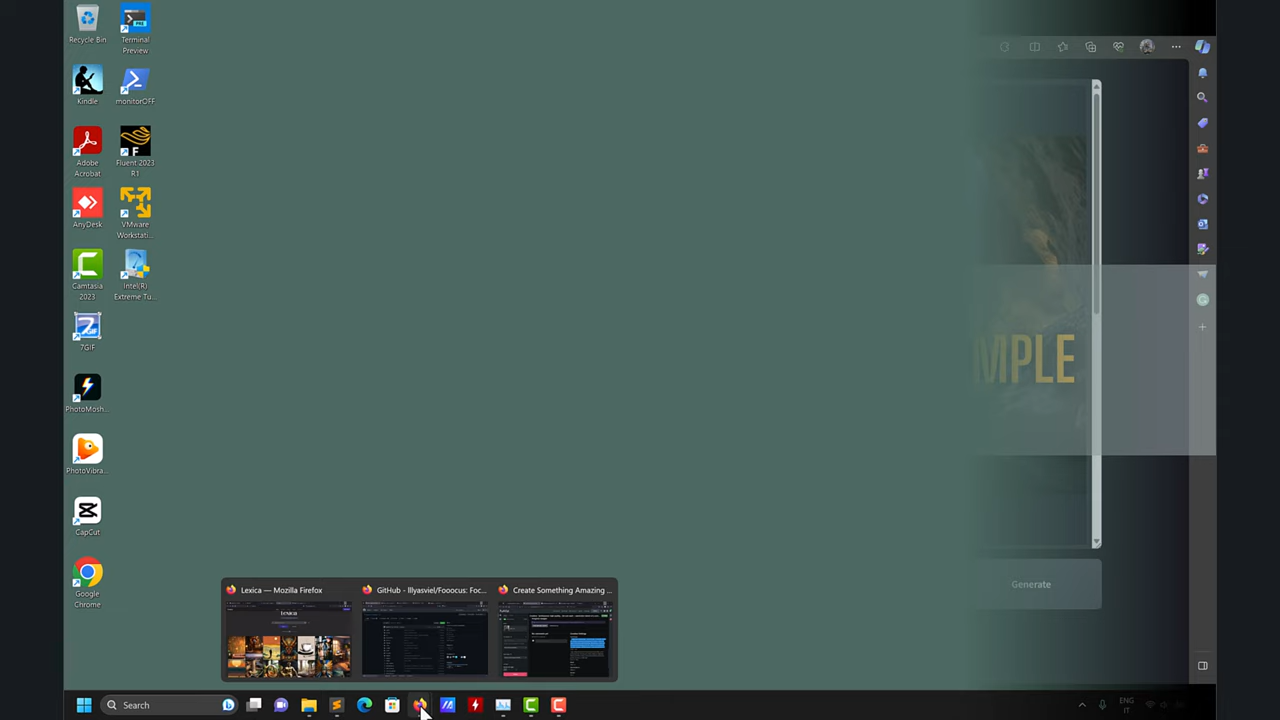 Recycle Bin
Terminal
Preview
Kindle
monitorOFF
Adobe
Acrobat
Fluent 2023
R1
AnyDesk
VMware
Workstati...
Camtasia
2023
Intel(R)
Extreme Tu...
7GIF
PhotoMosh...
PhotoVibra...
CapCut
Google
Chrome
MPLE
Generate
Lexica — Mozilla Firefox
GitHub - lllyasviel/Fooocus: Foc...
Create Something Amazing ...
Lexica
Search
ENG
IT